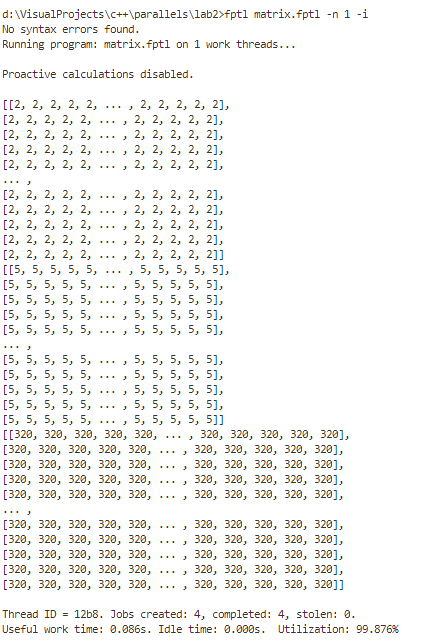 d:\VisualProjects\c++\parallels\lab2>fptl matrix.fptl -n 1 -i
No syntax errors found.
Running program: matrix.fptl on 1 work threads...
Proactive calculations disabled.
[[2, 2, 2, 2, 2, ... , 2, 2, 2, 2, 2],
[2, 2, 2, 2, 2, ... , 2, 2, 2, 2, 2],
[2, 2, 2, 2, 2, ... , 2, 2, 2, 2, 2],
[2, 2, 2, 2, 2, ... , 2, 2, 2, 2, 2],
[2, 2, 2, 2, 2, ... , 2, 2, 2, 2, 2],
... ,
[2, 2, 2, 2, 2, ... , 2, 2, 2, 2, 2],
[2, 2, 2, 2, 2, ... , 2, 2, 2, 2, 2],
[2, 2, 2, 2, 2, ... , 2, 2, 2, 2, 2],
[2, 2, 2, 2, 2, ... , 2, 2, 2, 2, 2],
[2, 2, 2, 2, 2, ... , 2, 2, 2, 2, 2]]
[[5, 5, 5, 5, 5, ... , 5, 5, 5, 5, 5],
[5, 5, 5, 5, 5, ... , 5, 5, 5, 5, 5],
[5, 5, 5, 5, 5, ... , 5, 5, 5, 5, 5],
[5, 5, 5, 5, 5, ... , 5, 5, 5, 5, 5],
[5, 5, 5, 5, 5, ... , 5, 5, 5, 5, 5],
... ,
[5, 5, 5, 5, 5, ... , 5, 5, 5, 5, 5],
[5, 5, 5, 5, 5, ... , 5, 5, 5, 5, 5],
[5, 5, 5, 5, 5, ... , 5, 5, 5, 5, 5],
[5, 5, 5, 5, 5, ... , 5, 5, 5, 5, 5],
[5, 5, 5, 5, 5, ... , 5, 5, 5, 5, 5]]
[[320, 320, 320, 320, 320, ... , 320, 320, 320, 320, 320],
[320, 320, 320, 320, 320, ... , 320, 320, 320, 320, 320],
[320, 320, 320, 320, 320, ... , 320, 320, 320, 320, 320],
[320, 320, 320, 320, 320, ... , 320, 320, 320, 320, 320],
[320, 320, 320, 320, 320, ... , 320, 320, 320, 320, 320],
... ,
[320, 320, 320, 320, 320, ... , 320, 320, 320, 320, 320],
[320, 320, 320, 320, 320, ... , 320, 320, 320, 320, 320],
[320, 320, 320, 320, 320, ... , 320, 320, 320, 320, 320],
[320, 320, 320, 320, 320, ... , 320, 320, 320, 320, 320],
[320, 320, 320, 320, 320, ... , 320, 320, 320, 320, 320]]
Thread ID = 12b8. Jobs created: 4, completed: 4, stolen: 0.
Useful work time: 0.086s. Idle time: 0.000s.  Utilization: 99.876%